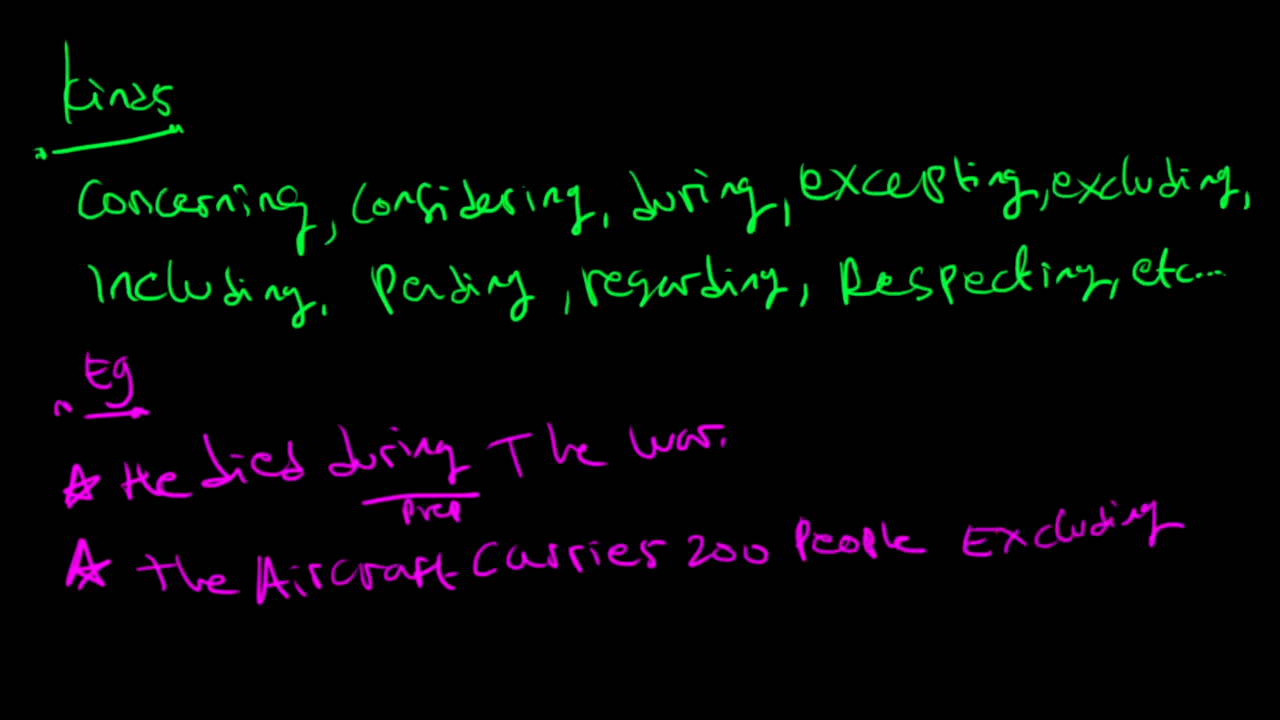 Kinds
Concerning, considering, during, excepting, excluding,
Including, Pending, regarding, Respecting, etc...
Eg
He died during The war.
Prep
the Aircraft Carries 200 People Excluding